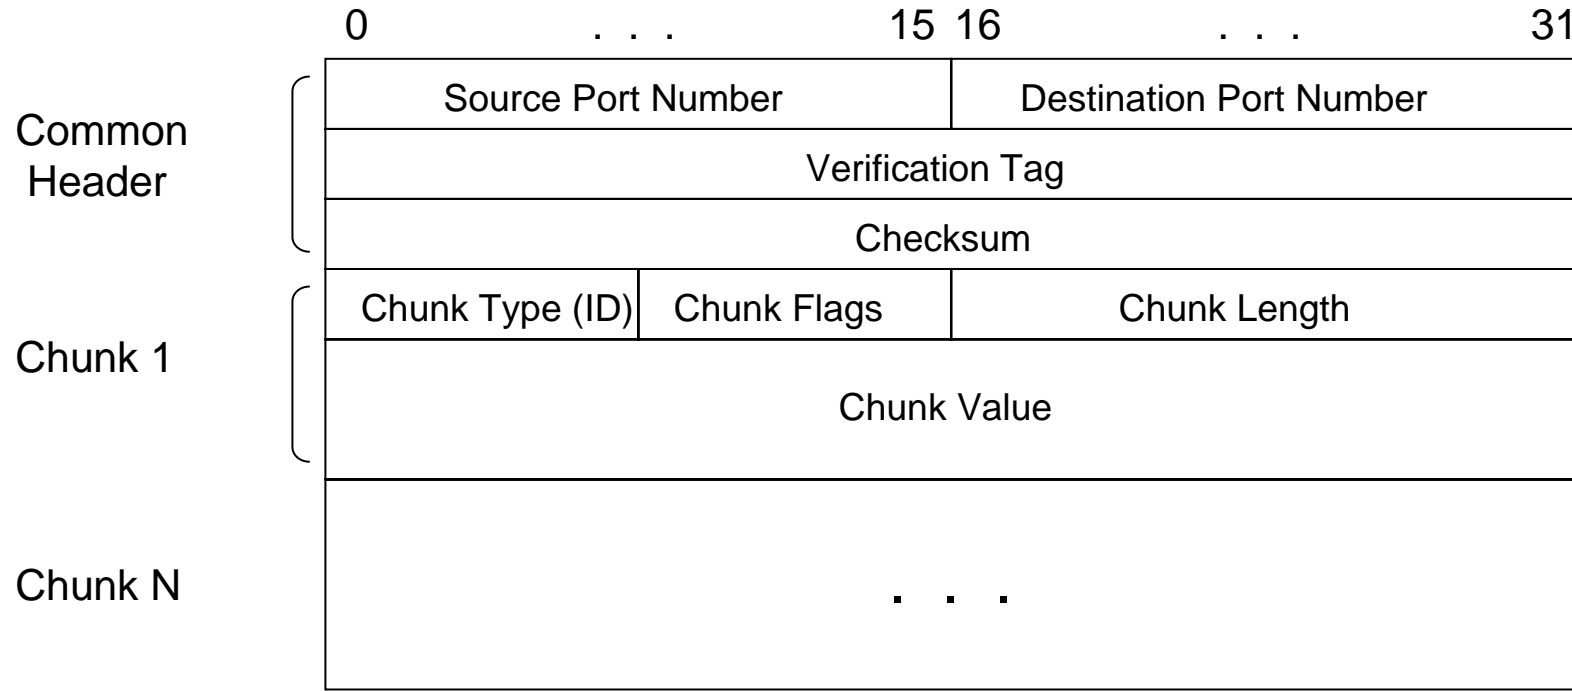 0 . . . 15 16 . . . 31
Common
Header
Source Port Number Destination Port Number
Verification Tag
Checksum
Chunk 1
Chunk Type (ID) Chunk Flags Chunk Length
Chunk Value
Chunk N
. . .